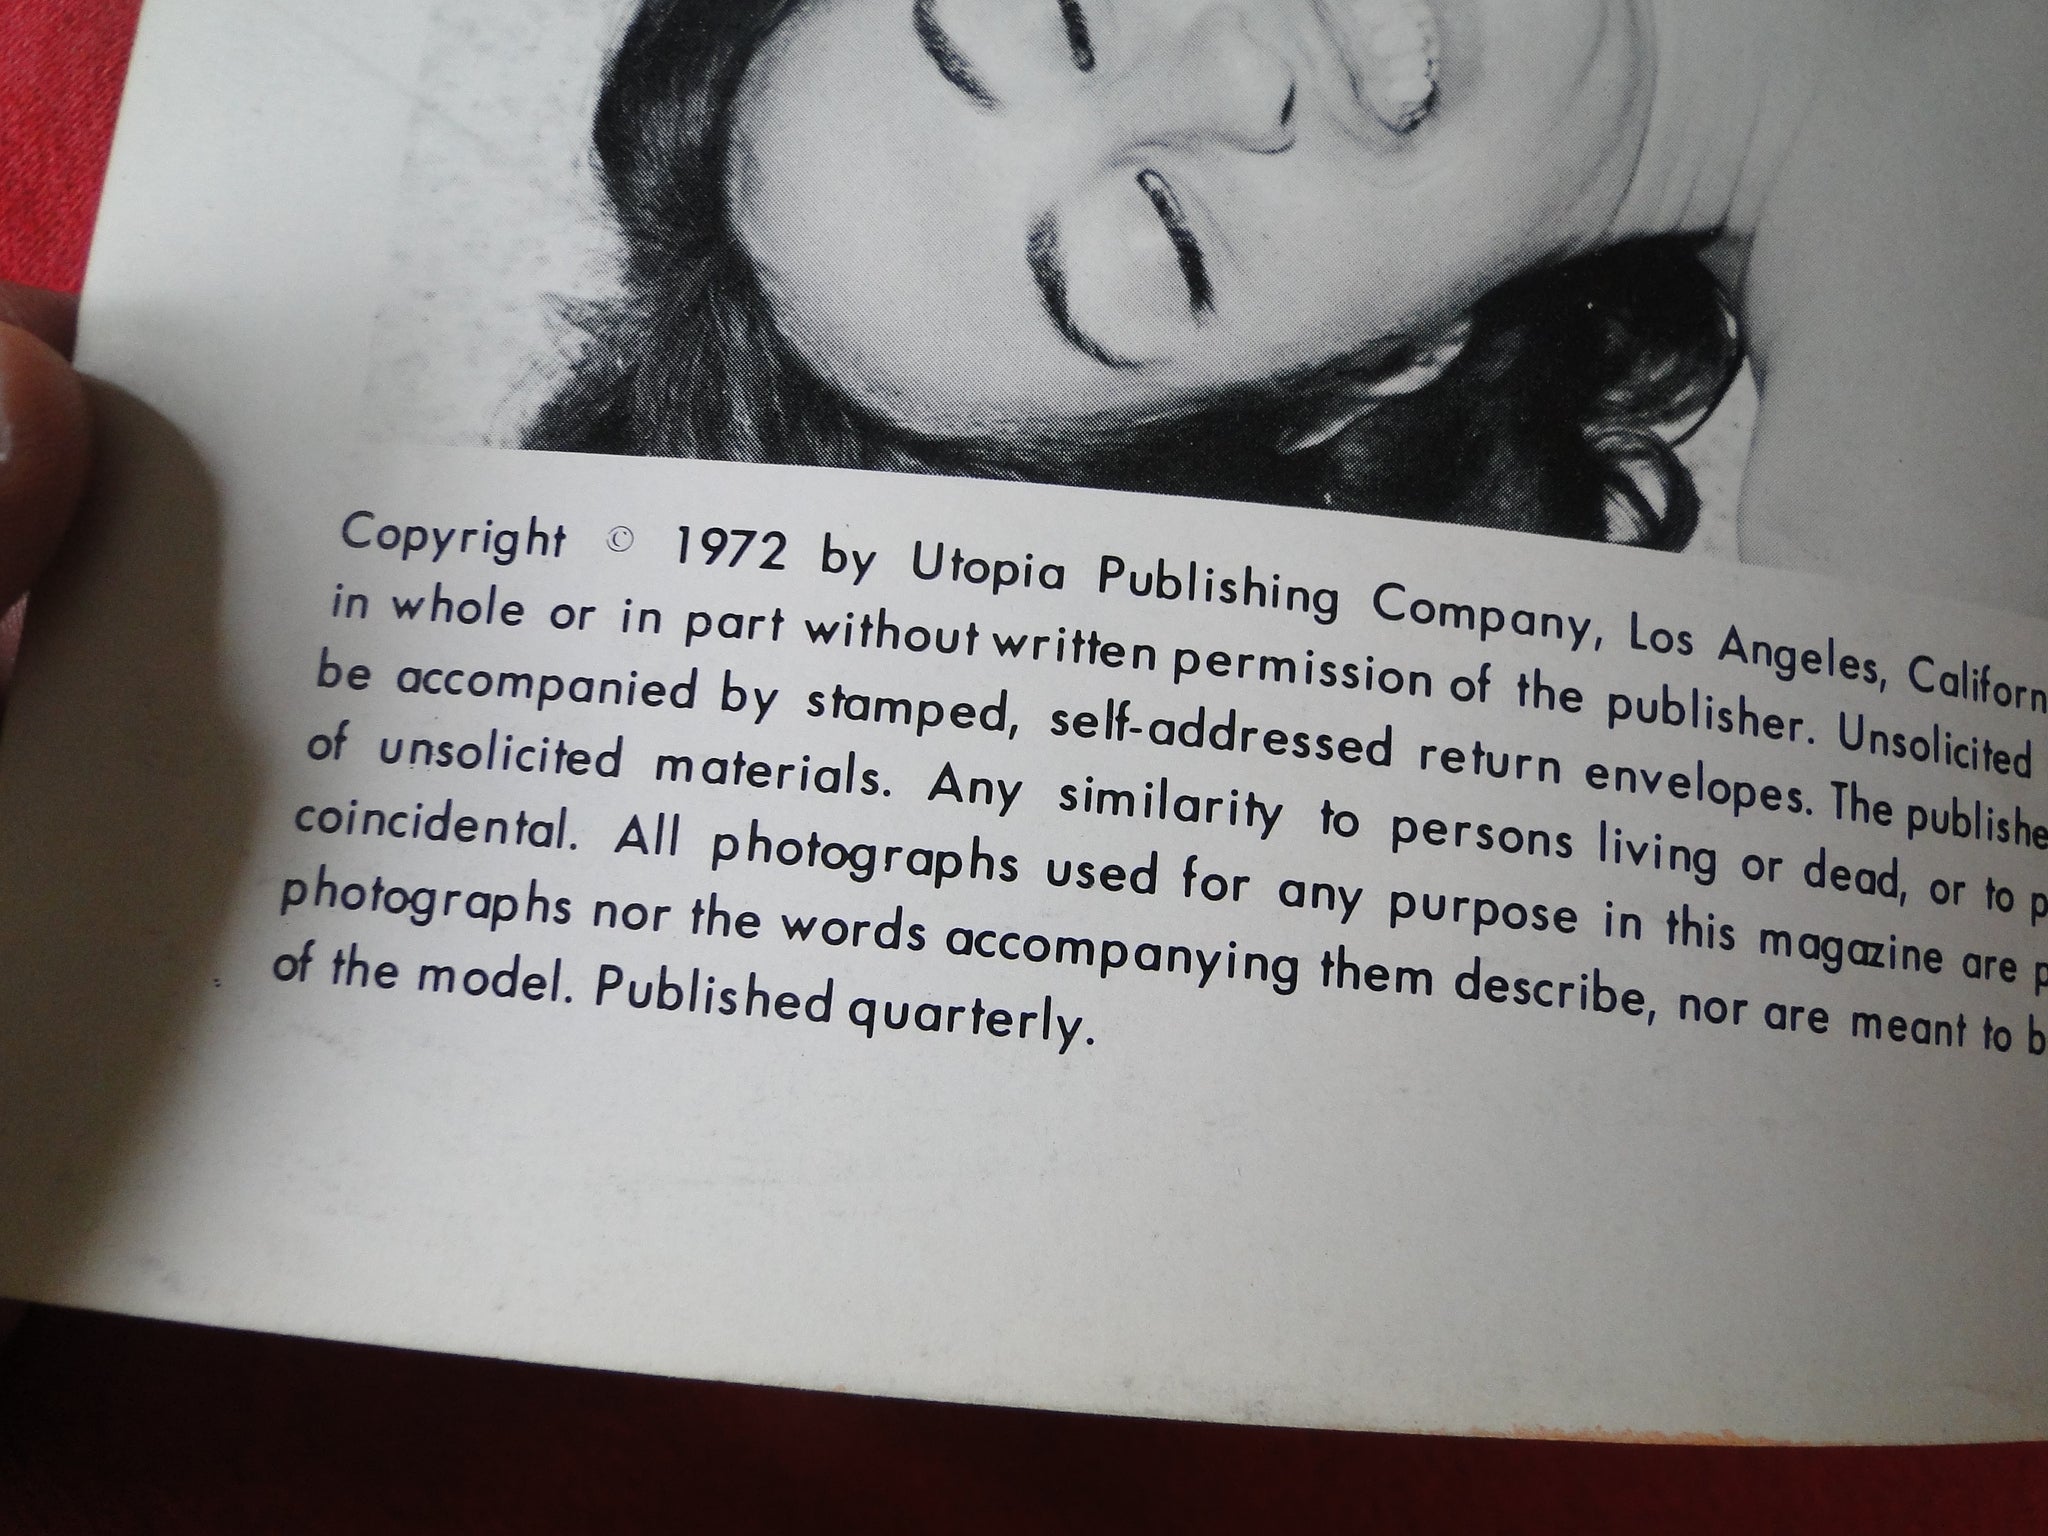 Copyright © 1972 by Utopia Publishing Company, Los Angeles, Californ
in whole or in part without written permission of the publisher. Unsolicited
be accompanied by stamped, self-addressed return envelopes. The publishe
of unsolicited materials. Any similarity to persons living or dead, or to p
coincidental. All photographs used for any purpose in this magazine are p
photographs nor the words accompanying them describe, nor are meant to b
of the model. Published quarterly.